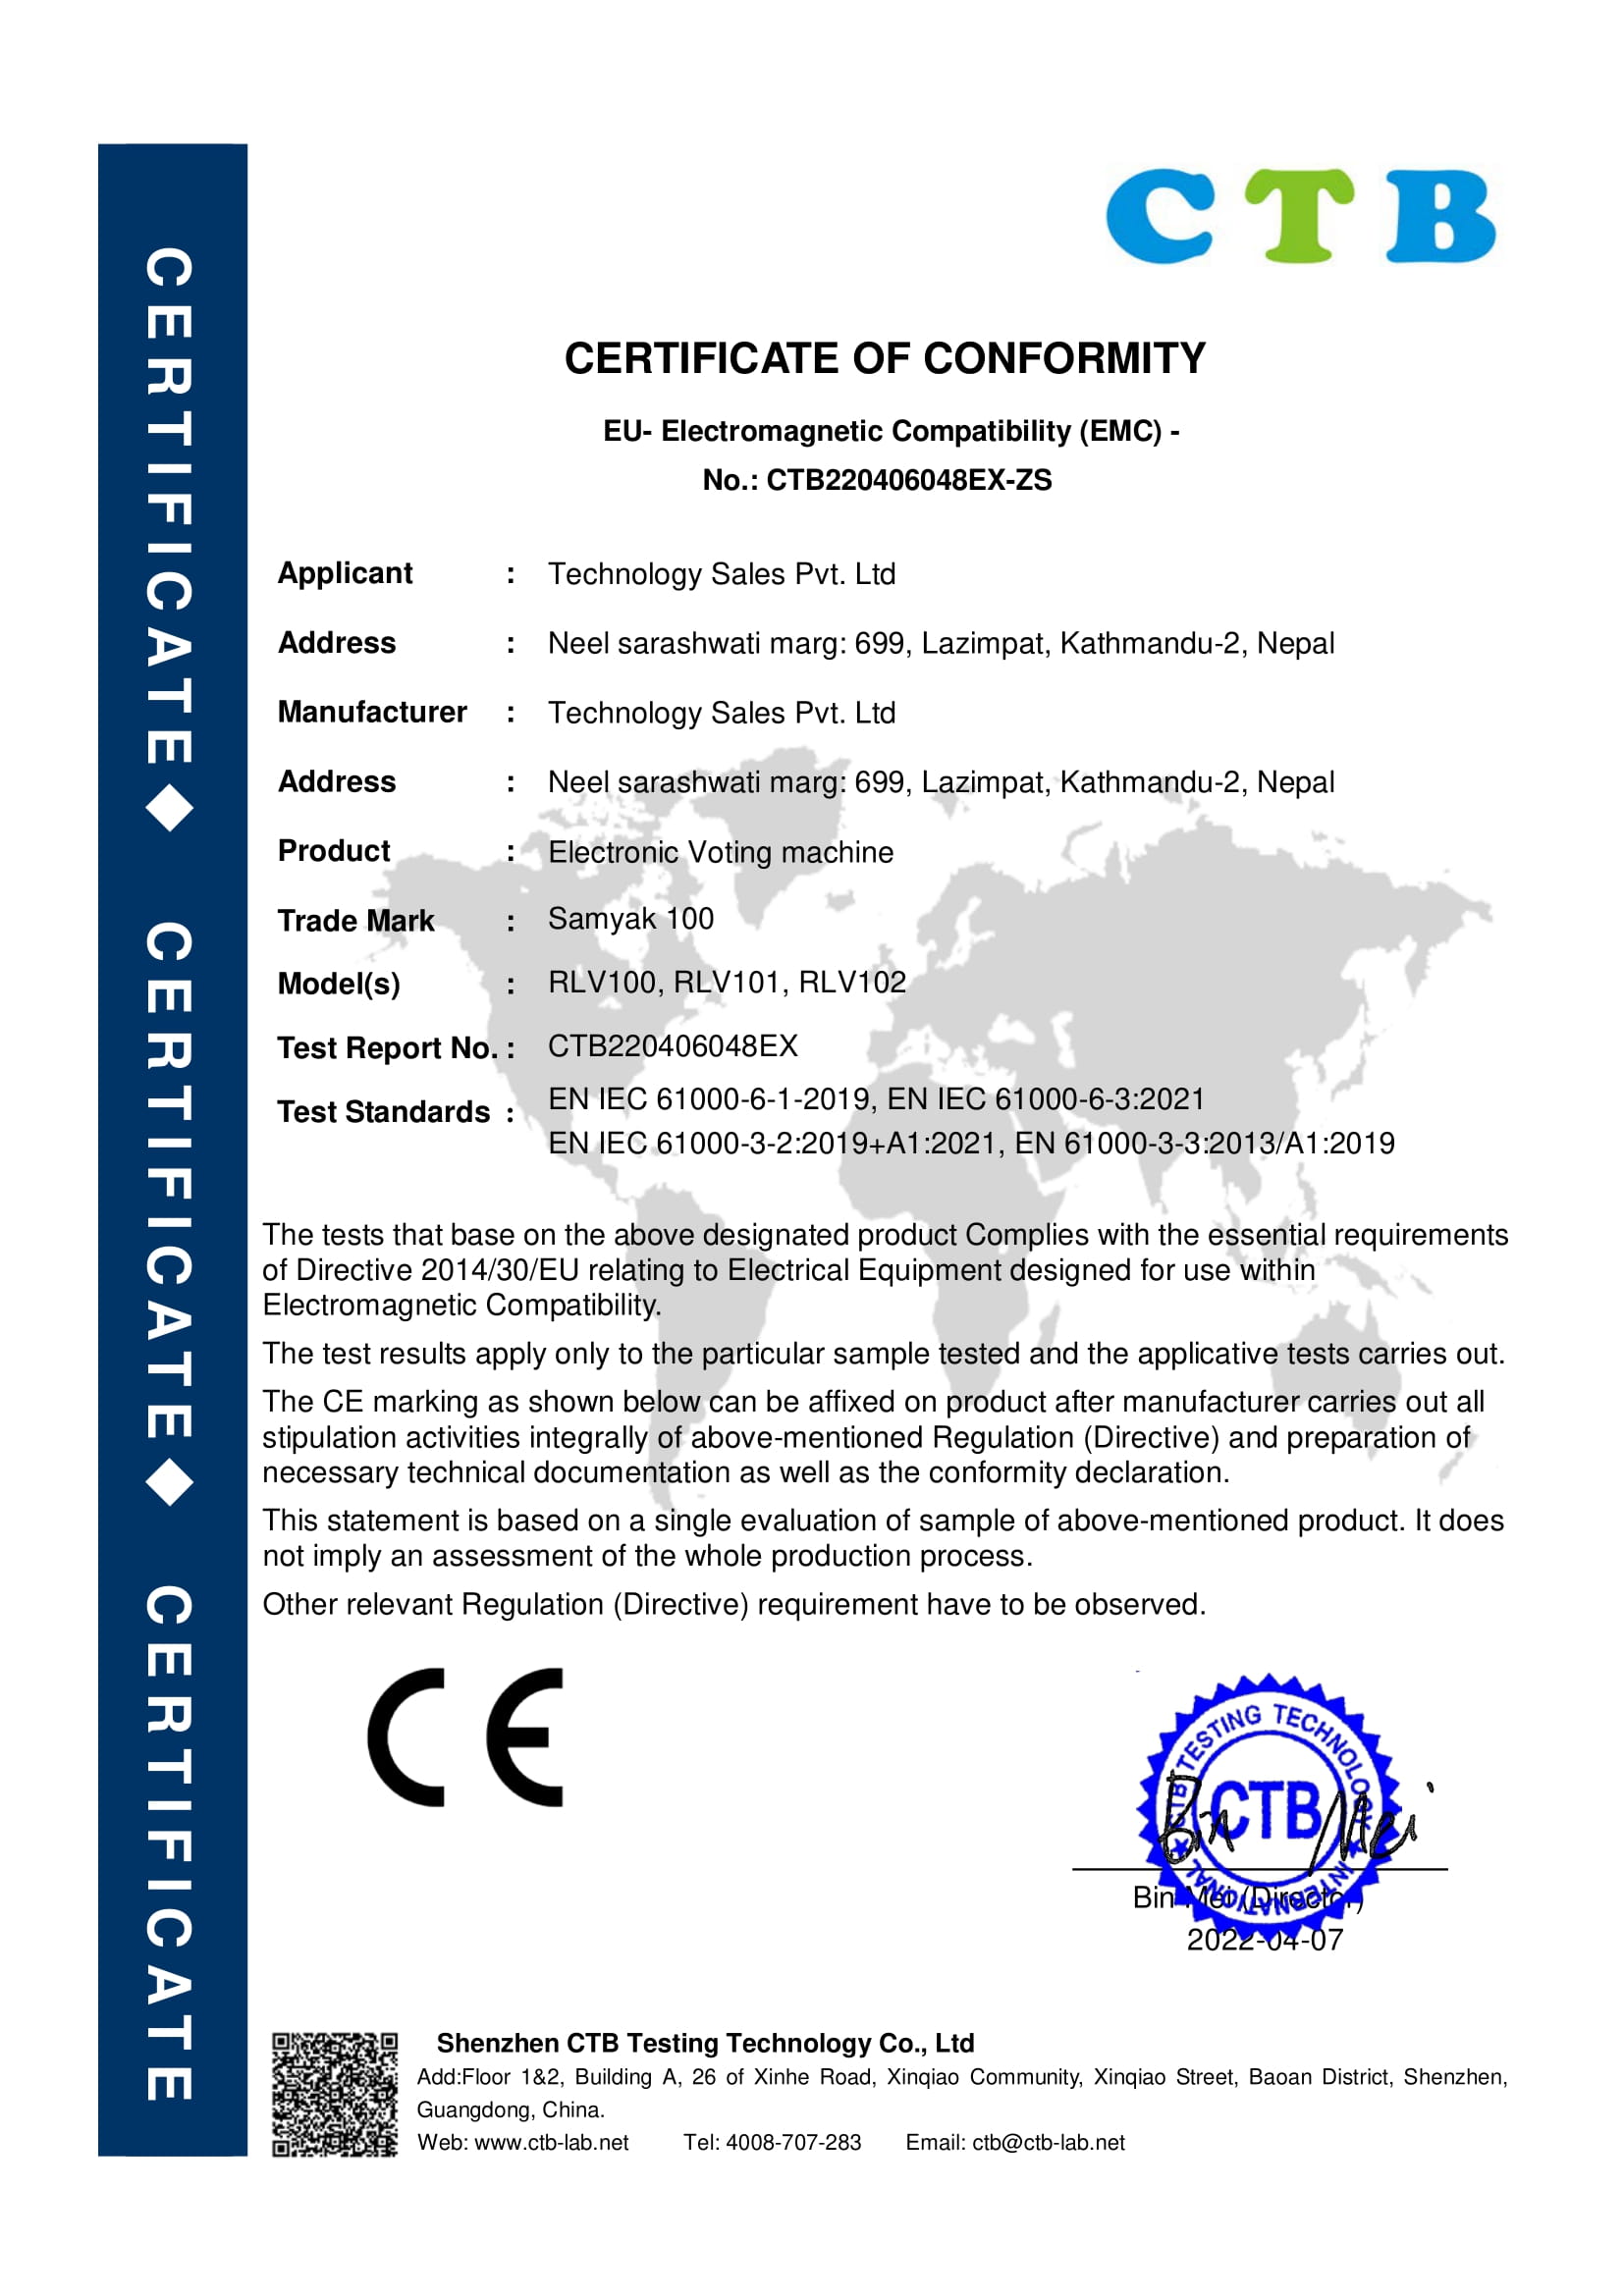 CERTIFICATE ◆ CERTIFICATE ◆ CERTIFICATE
CTB
CERTIFICATE OF CONFORMITY
EU- Electromagnetic Compatibility (EMC) -
No.: CTB220406048EX-ZS
Applicant : Technology Sales Pvt. Ltd
Address : Neel sarashwati marg: 699, Lazimpat, Kathmandu-2, Nepal
Manufacturer : Technology Sales Pvt. Ltd
Address : Neel sarashwati marg: 699, Lazimpat, Kathmandu-2, Nepal
Product : Electronic Voting machine
Trade Mark : Samyak 100
Model(s) : RLV100, RLV101, RLV102
Test Report No. : CTB220406048EX
Test Standards : EN IEC 61000-6-1-2019, EN IEC 61000-6-3:2021
EN IEC 61000-3-2:2019+A1:2021, EN 61000-3-3:2013/A1:2019
The tests that base on the above designated product Complies with the essential requirements
of Directive 2014/30/EU relating to Electrical Equipment designed for use within
Electromagnetic Compatibility.
The test results apply only to the particular sample tested and the applicative tests carries out.
The CE marking as shown below can be affixed on product after manufacturer carries out all
stipulation activities integrally of above-mentioned Regulation (Directive) and preparation of
necessary technical documentation as well as the conformity declaration.
This statement is based on a single evaluation of sample of above-mentioned product. It does
not imply an assessment of the whole production process.
Other relevant Regulation (Directive) requirement have to be observed.
CE
CTB TESTING TECHNOLOGY
CTB
INTERNATIONAL
Bin Mei
Bin Mei (Director)
2022-04-07
Shenzhen CTB Testing Technology Co., Ltd
Add:Floor 1&2, Building A, 26 of Xinhe Road, Xinqiao Community, Xinqiao Street, Baoan District, Shenzhen,
Guangdong, China.
Web: www.ctb-lab.net Tel: 4008-707-283 Email: ctb@ctb-lab.net